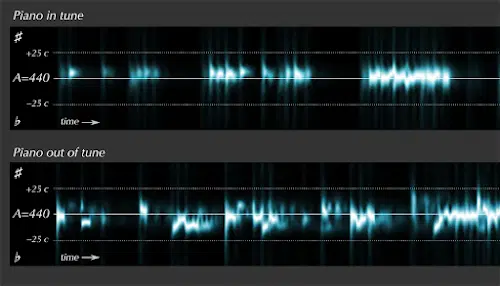 Piano in tune
♯
+25 c
A=440
−25 c
♭ time →
Piano out of tune
♯
+25 c
A=440
−25 c
♭ time →